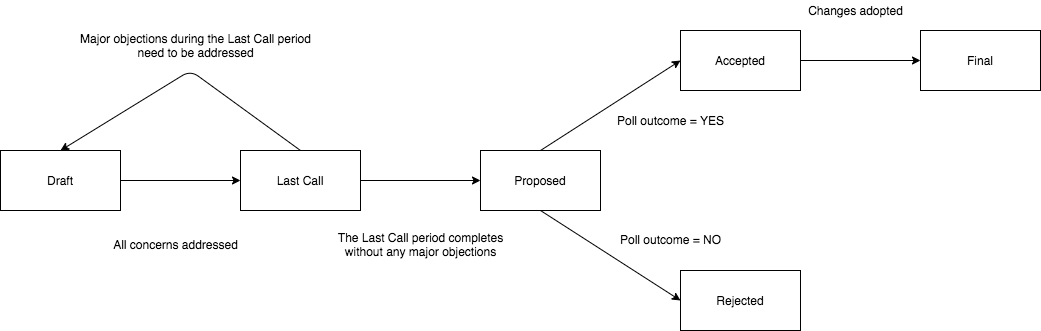 Changes adopted
Major objections during the Last Call period
need to be addressed
Accepted
Final
Poll outcome = YES
Draft
Last Call
Proposed
All concerns addressed
The Last Call period completes
without any major objections
Poll outcome = NO
Rejected